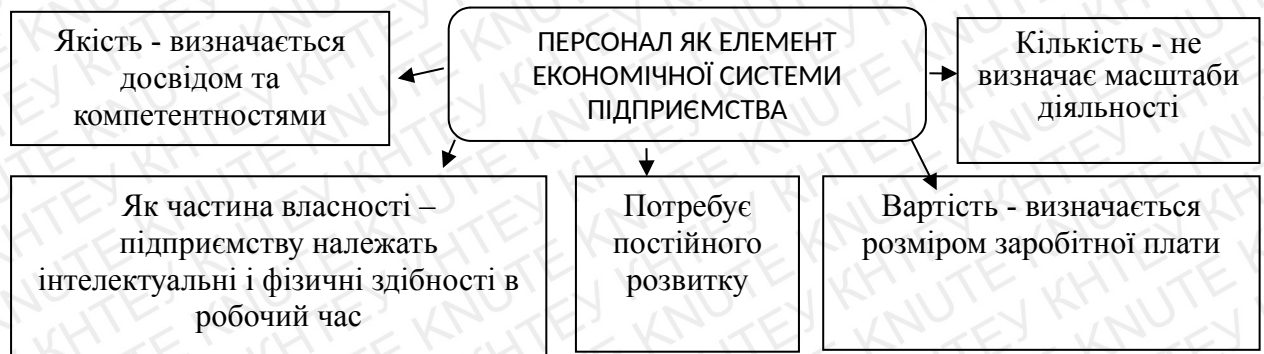 Якість - визначається
досвідом та
компетентностями
ПЕРСОНАЛ ЯК ЕЛЕМЕНТ
ЕКОНОМІЧНОЇ СИСТЕМИ
ПІДПРИЄМСТВА
Кількість - не
визначає масштаби
діяльності
Як частина власності –
підприємству належать
інтелектуальні і фізичні здібності в
робочий час
Потребує
постійного
розвитку
Вартість - визначається
розміром заробітної плати